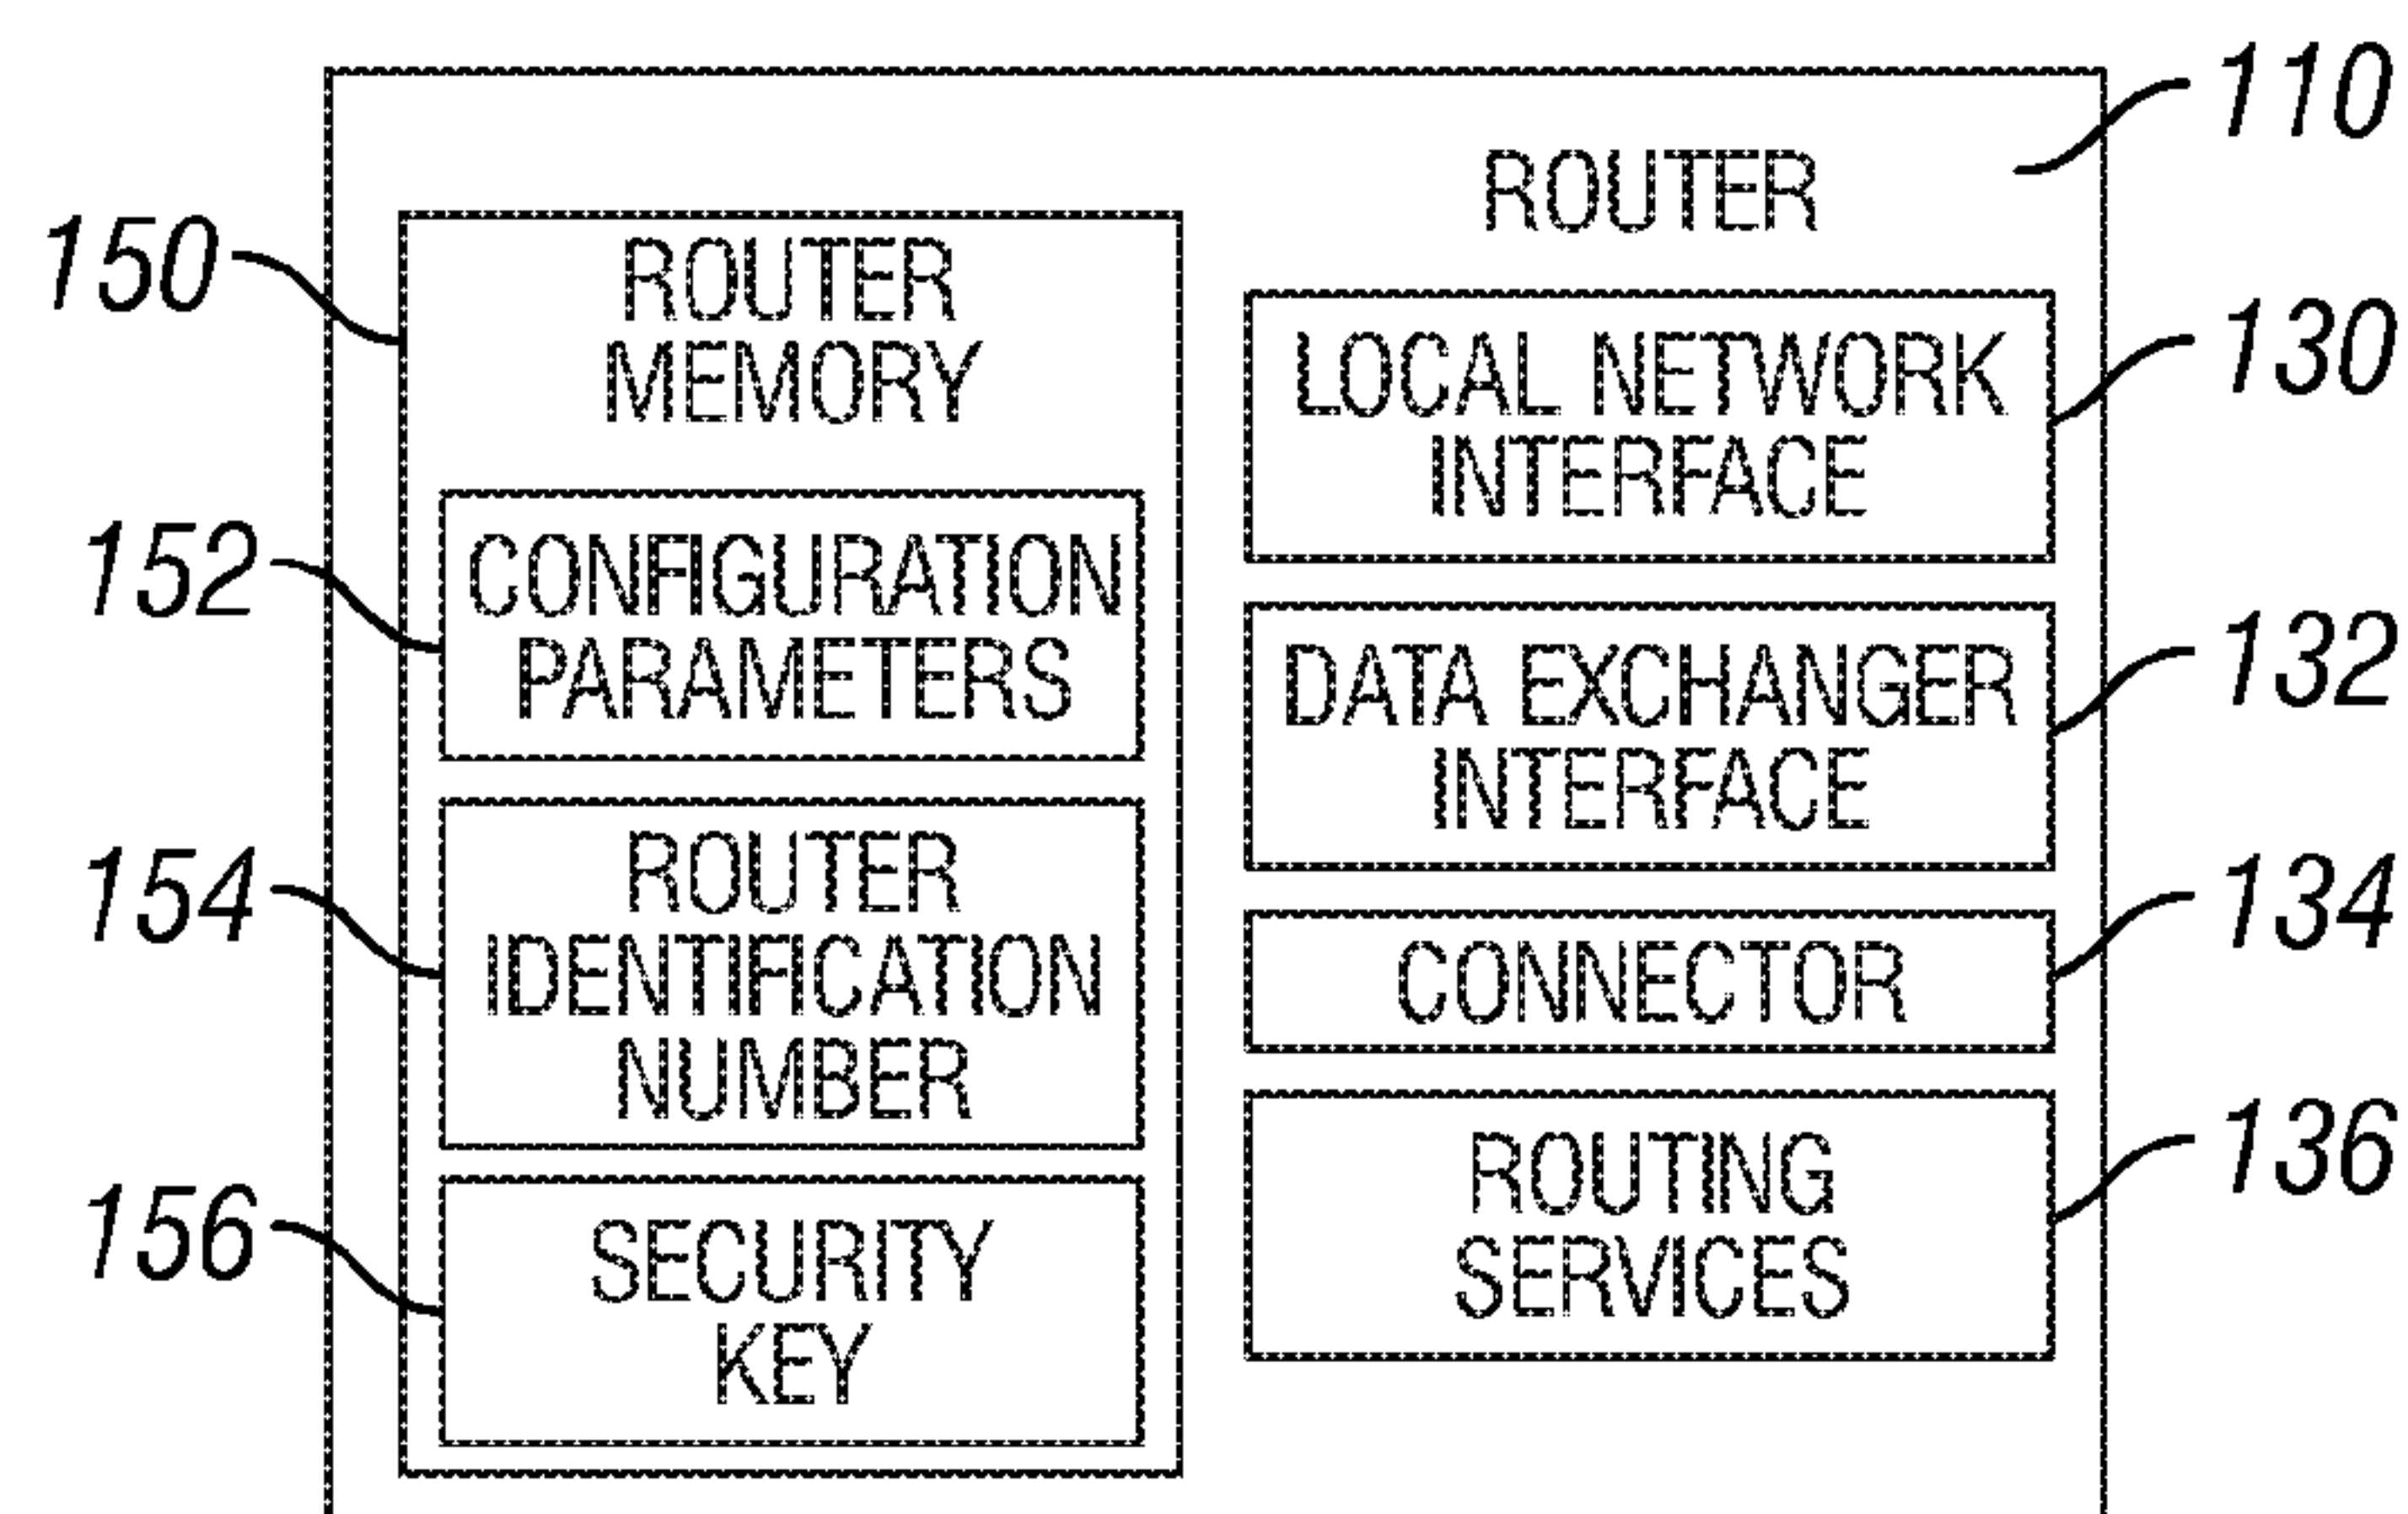 110
ROUTER
150
ROUTER
MEMORY
LOCAL NETWORK
INTERFACE
130
152
CONFIGURATION
PARAMETERS
DATA EXCHANGER
INTERFACE
132
154
ROUTER
IDENTIFICATION
NUMBER
CONNECTOR
134
156
SECURITY
KEY
ROUTING
SERVICES
136